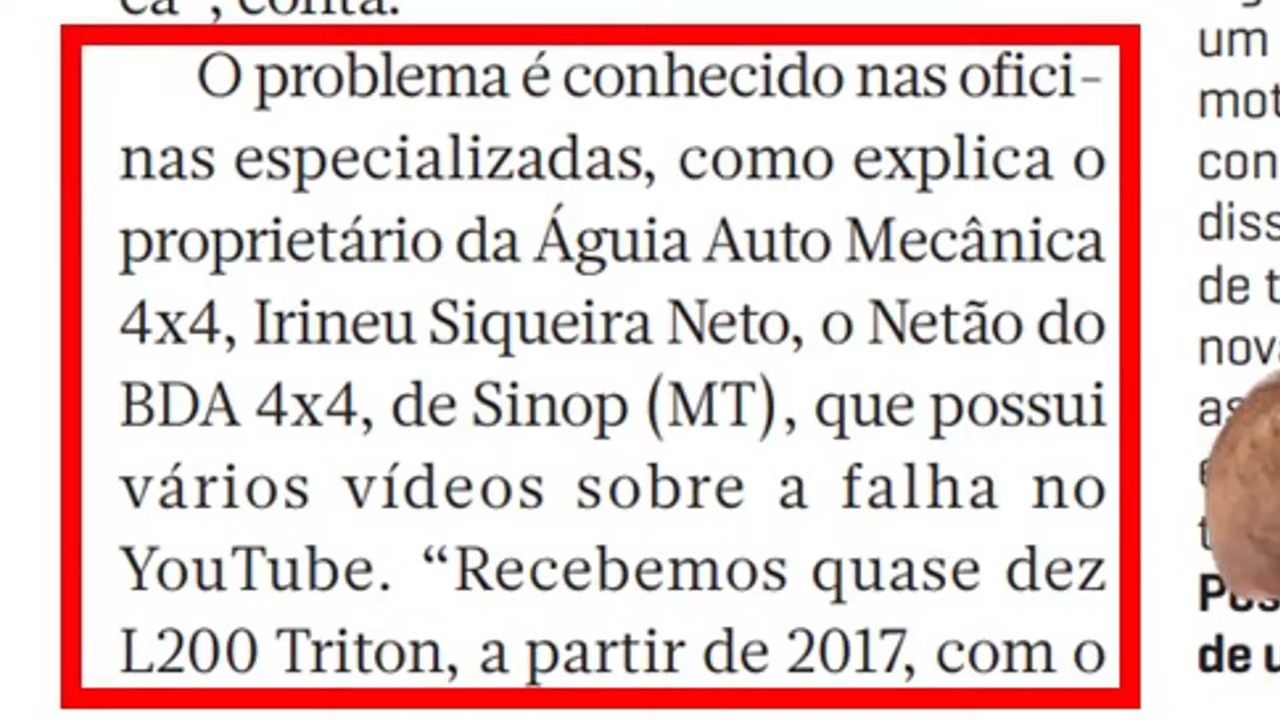 O problema é conhecido nas ofici-
nas especializadas, como explica o
proprietário da Águia Auto Mecânica
4x4, Irineu Siqueira Neto, o Netão do
BDA 4x4, de Sinop (MT), que possui
vários vídeos sobre a falha no
YouTube. “Recebemos quase dez
L200 Triton, a partir de 2017, com o
um
de
de